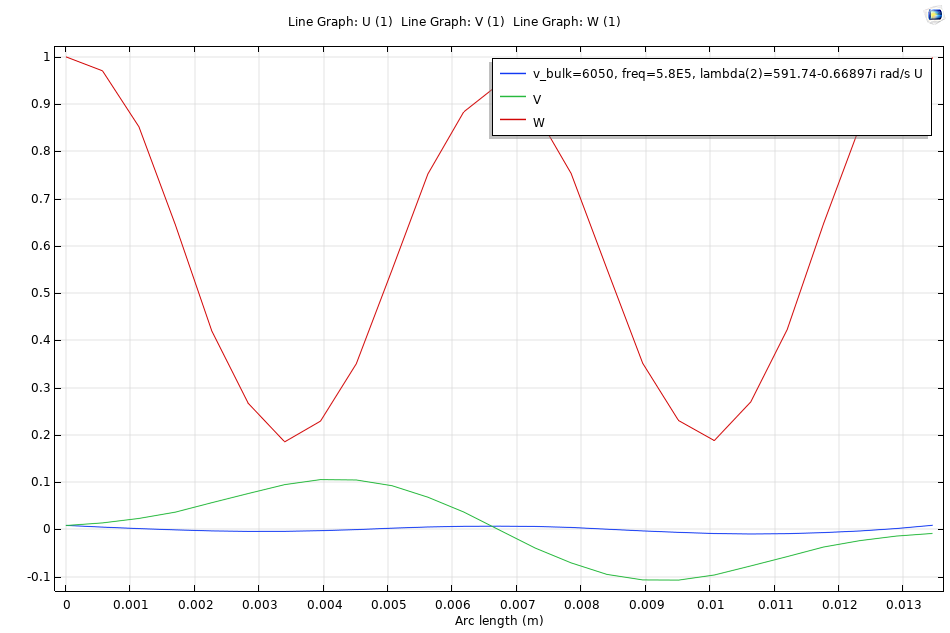 Line Graph: U (1)  Line Graph: V (1)  Line Graph: W (1)
v_bulk=6050, freq=5.8E5, lambda(2)=591.74-0.66897i rad/s U
V
W
1
0.9
0.8
0.7
0.6
0.5
0.4
0.3
0.2
0.1
0
-0.1
0 0.001 0.002 0.003 0.004 0.005 0.006 0.007 0.008 0.009 0.01 0.011 0.012 0.013
Arc length (m)